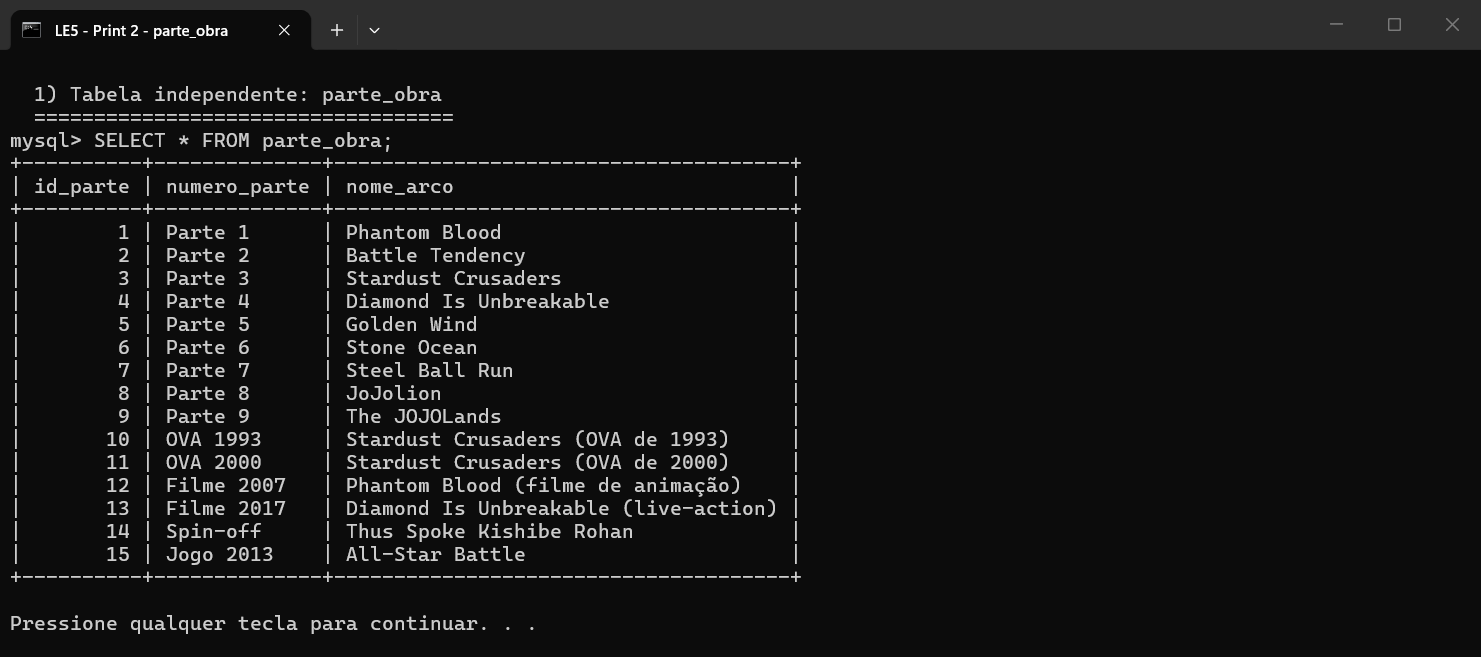 LE5 - Print 2 - parte_obra
1) Tabela independente: parte_obra
===================================
mysql> SELECT * FROM parte_obra;
+----------+--------------+--------------------------------------+
| id_parte | numero_parte | nome_arco                            |
+----------+--------------+--------------------------------------+
|        1 | Parte 1      | Phantom Blood                        |
|        2 | Parte 2      | Battle Tendency                      |
|        3 | Parte 3      | Stardust Crusaders                   |
|        4 | Parte 4      | Diamond Is Unbreakable               |
|        5 | Parte 5      | Golden Wind                          |
|        6 | Parte 6      | Stone Ocean                          |
|        7 | Parte 7      | Steel Ball Run                       |
|        8 | Parte 8      | JoJolion                             |
|        9 | Parte 9      | The JOJOLands                        |
|       10 | OVA 1993     | Stardust Crusaders (OVA de 1993)     |
|       11 | OVA 2000     | Stardust Crusaders (OVA de 2000)     |
|       12 | Filme 2007   | Phantom Blood (filme de animação)    |
|       13 | Filme 2017   | Diamond Is Unbreakable (live-action) |
|       14 | Spin-off     | Thus Spoke Kishibe Rohan             |
|       15 | Jogo 2013    | All-Star Battle                      |
+----------+--------------+--------------------------------------+
Pressione qualquer tecla para continuar. . .